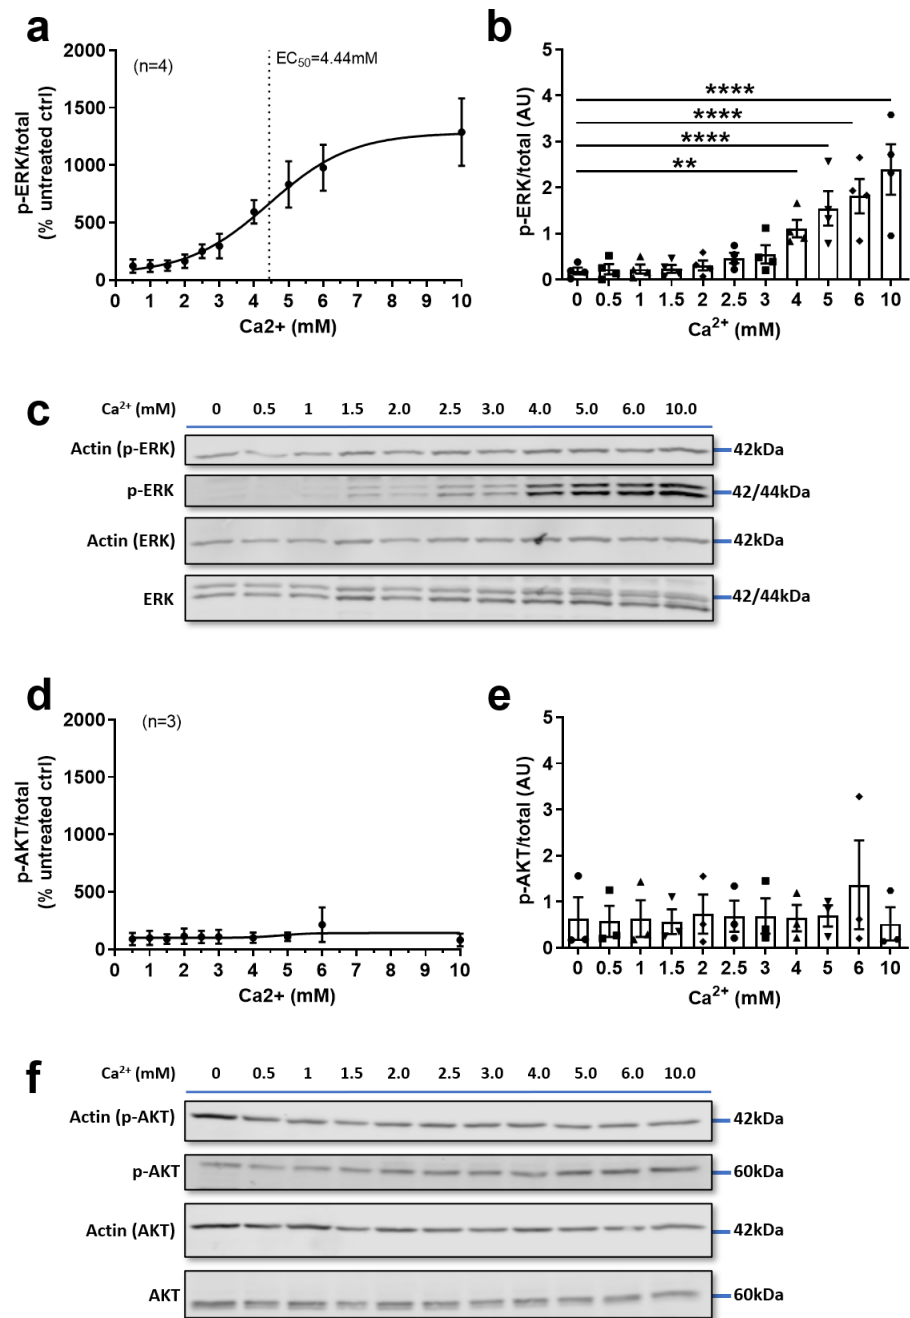 a
2000
1500
1000
500
0
p-ERK/total
(% untreated ctrl)
(n=4)
EC50=4.44mM
0 1 2 3 4 5 6 7 8 9 10
Ca2+ (mM)
b
5
4
3
2
1
0
p-ERK/total (AU)
****
****
****
**
0 0.5 1 1.5 2 2.5 3 4 5 6 10
Ca2+ (mM)
c
Ca2+ (mM) 0 0.5 1 1.5 2.0 2.5 3.0 4.0 5.0 6.0 10.0
Actin (p-ERK) 42kDa
p-ERK 42/44kDa
Actin (ERK) 42kDa
ERK 42/44kDa
d
2000
1500
1000
500
0
p-AKT/total
(% untreated ctrl)
(n=3)
0 1 2 3 4 5 6 7 8 9 10
Ca2+ (mM)
e
5
4
3
2
1
0
p-AKT/total (AU)
0 0.5 1 1.5 2 2.5 3 4 5 6 10
Ca2+ (mM)
f
Ca2+ (mM) 0 0.5 1 1.5 2.0 2.5 3.0 4.0 5.0 6.0 10.0
Actin (p-AKT) 42kDa
p-AKT 60kDa
Actin (AKT) 42kDa
AKT 60kDa